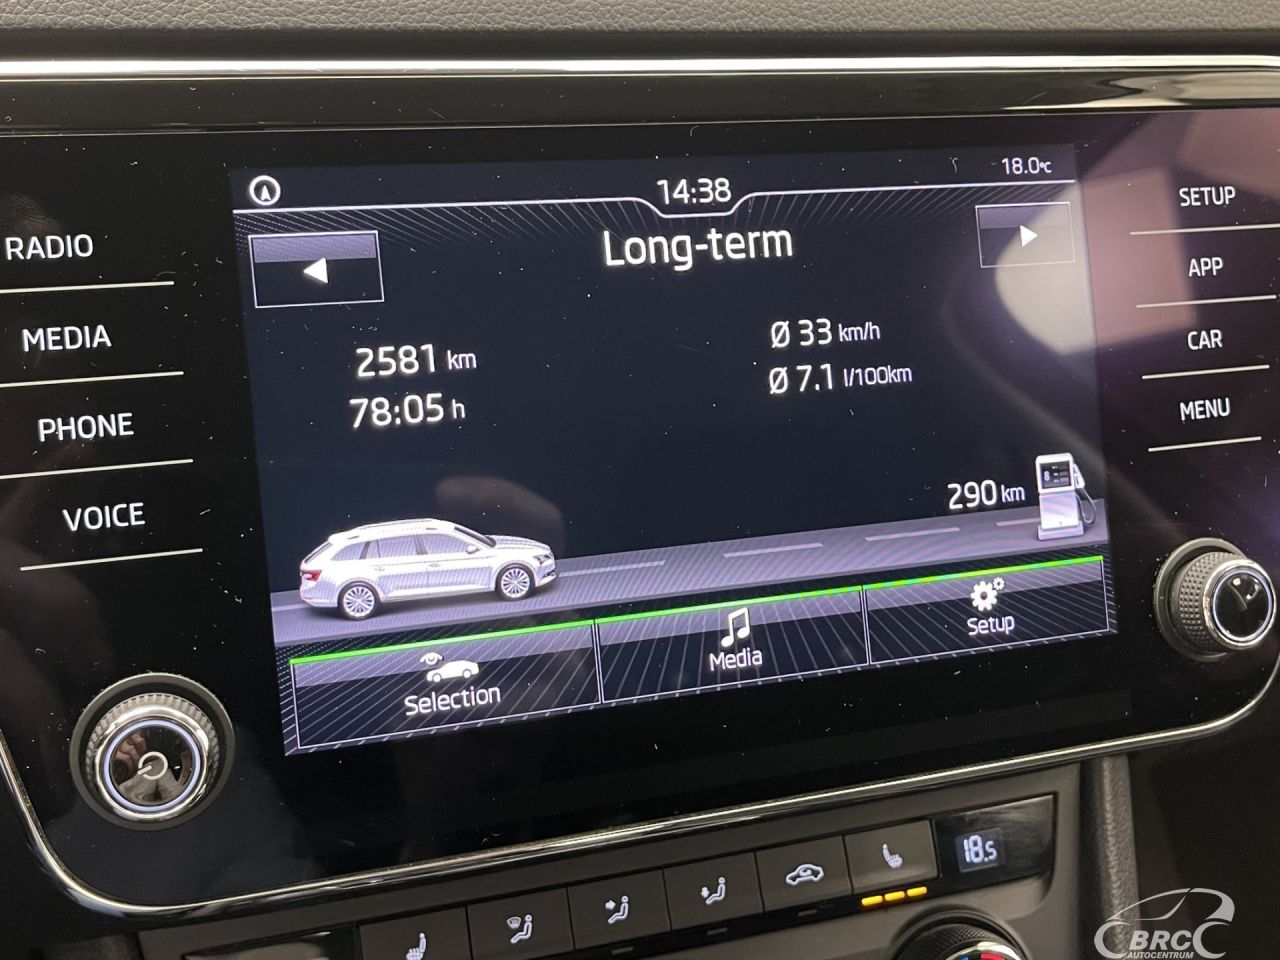 14:38
18.0°C
Long-term
RADIO
MEDIA
PHONE
VOICE
SETUP
APP
CAR
MENU
2581 km
78:05 h
Ø 33 km/h
Ø 7.1 l/100km
290 km
Selection
Media
Setup
18.5
BRC
AUTOCENTRUM